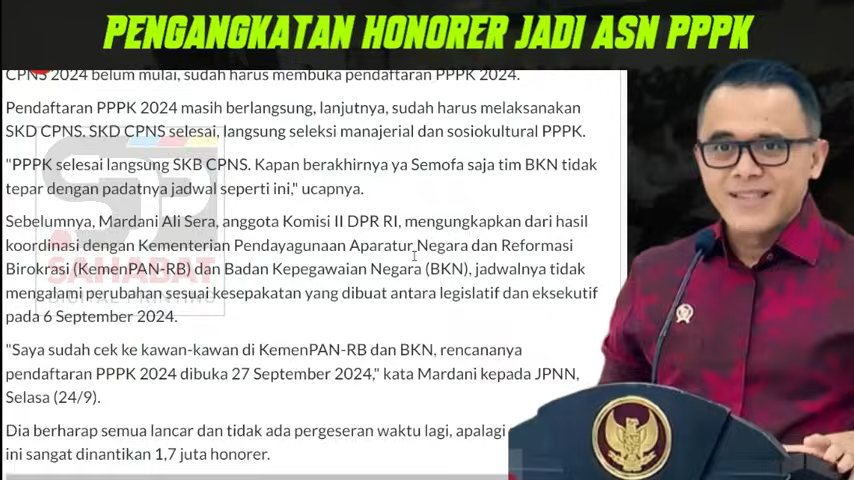 PENGANGKATAN HONORER JADI ASN PPPK
CPNS 2024 belum mulai, sudah harus membuka pendaftaran PPPK 2024.
Pendaftaran PPPK 2024 masih berlangsung, lanjutnya, sudah harus melaksanakan
SKD CPNS, SKD CPNS selesai, langsung seleksi manajerial dan sosiokultural PPPK.
"PPPK selesai langsung SKB CPNS. Kapan berakhirnya ya Semofa saja tim BKN tidak
tepar dengan padatnya jadwal seperti ini," ucapnya.
Sebelumnya, Mardani Ali Sera, anggota Komisi II DPR RI, mengungkapkan dari hasil
koordinasi dengan Kementerian Pendayagunaan Aparatur Negara dan Reformasi
Birokrasi (KemenPAN-RB) dan Badan Kepegawaian Negara (BKN), jadwalnya tidak
mengalami perubahan sesuai kesepakatan yang dibuat antara legislatif dan eksekutif
pada 6 September 2024.
"Saya sudah cek ke kawan-kawan di KemenPAN-RB dan BKN, rencananya
pendaftaran PPPK 2024 dibuka 27 September 2024," kata Mardani kepada JPNN,
Selasa (24/9).
Dia berharap semua lancar dan tidak ada pergeseran waktu lagi, apalagi
ini sangat dinantikan 1,7 juta honorer.
SAHABAT